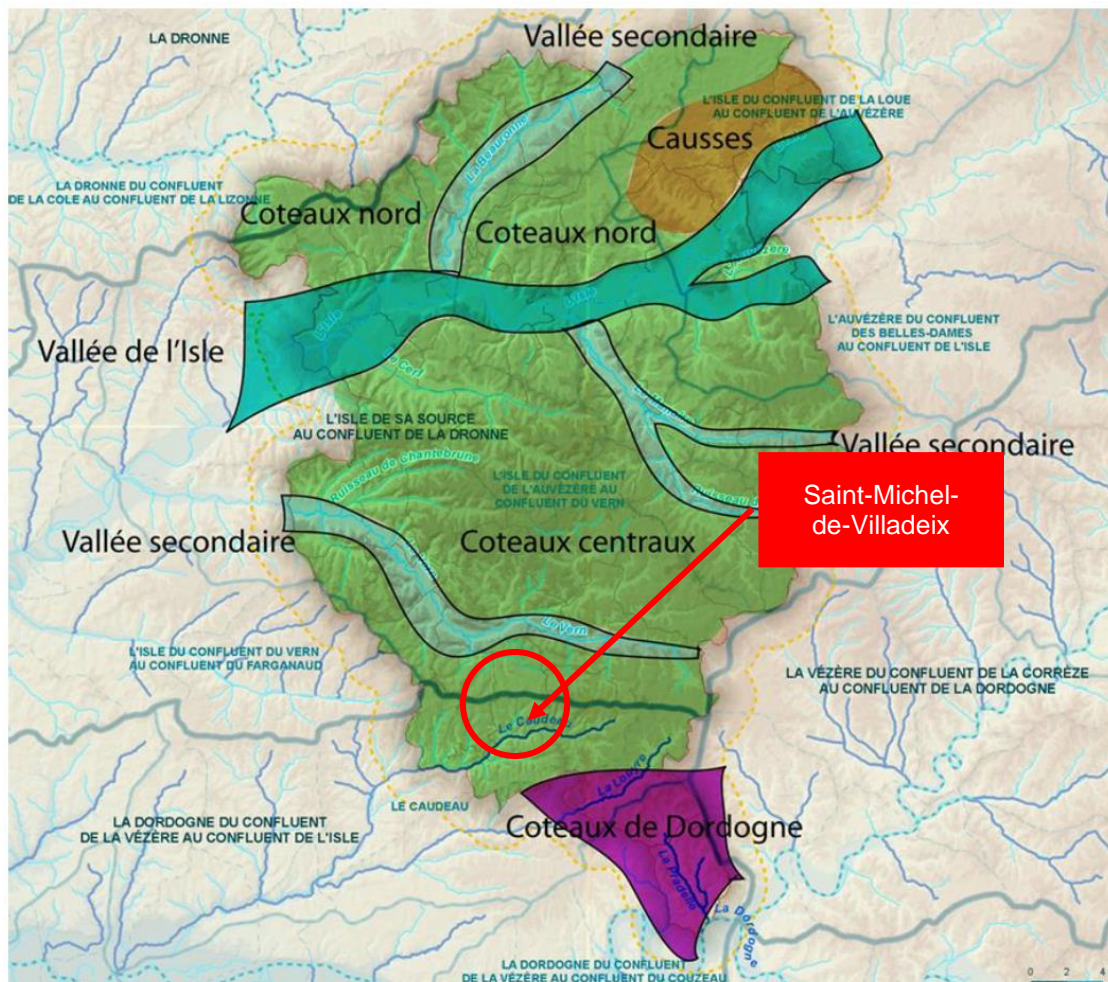 Vallée secondaire
LA DRONNE
L'ISLE DU CONFLUENT DE LA LOUE
AU CONFLUENT DE L'AUVÉZÈRE
Causses
La Beauronne
LA DRONNE DU CONFLUENT
DE LA COLE AU CONFLUENT DE LA LIZONNE
Coteaux nord
Coteaux nord
L'Isle
L'Isle
L'AUVÉZÈRE DU CONFLUENT
DES BELLES-DAMES
AU CONFLUENT DE L'ISLE
Vallée de l'Isle
Le Cerf
L'ISLE DE SA SOURCE
AU CONFLUENT DE LA DRONNE
Vallée secondaire
Ruisseau de Chantebrune
L'ISLE DU CONFLUENT
DE L'AUVÉZÈRE AU
CONFLUENT DU VERN
Saint-Michel-
de-Villadeix
Vallée secondaire
Coteaux centraux
Le Vern
L'ISLE DU CONFLUENT DU VERN
AU CONFLUENT DU FARGANAUD
LA VÉZÈRE DU CONFLUENT DE LA CORRÈZE
AU CONFLUENT DE LA DORDOGNE
Le Caudeau
La Louyre
LE CAUDEAU
LA DORDOGNE DU CONFLUENT
DE LA VÉZÈRE AU CONFLUENT DE L'ISLE
Coteaux de Dordogne
La Pradelle
La Dordogne
LA DORDOGNE DU CONFLUENT
DE LA VÉZÈRE AU CONFLUENT DU COUZEAU
0 2 4